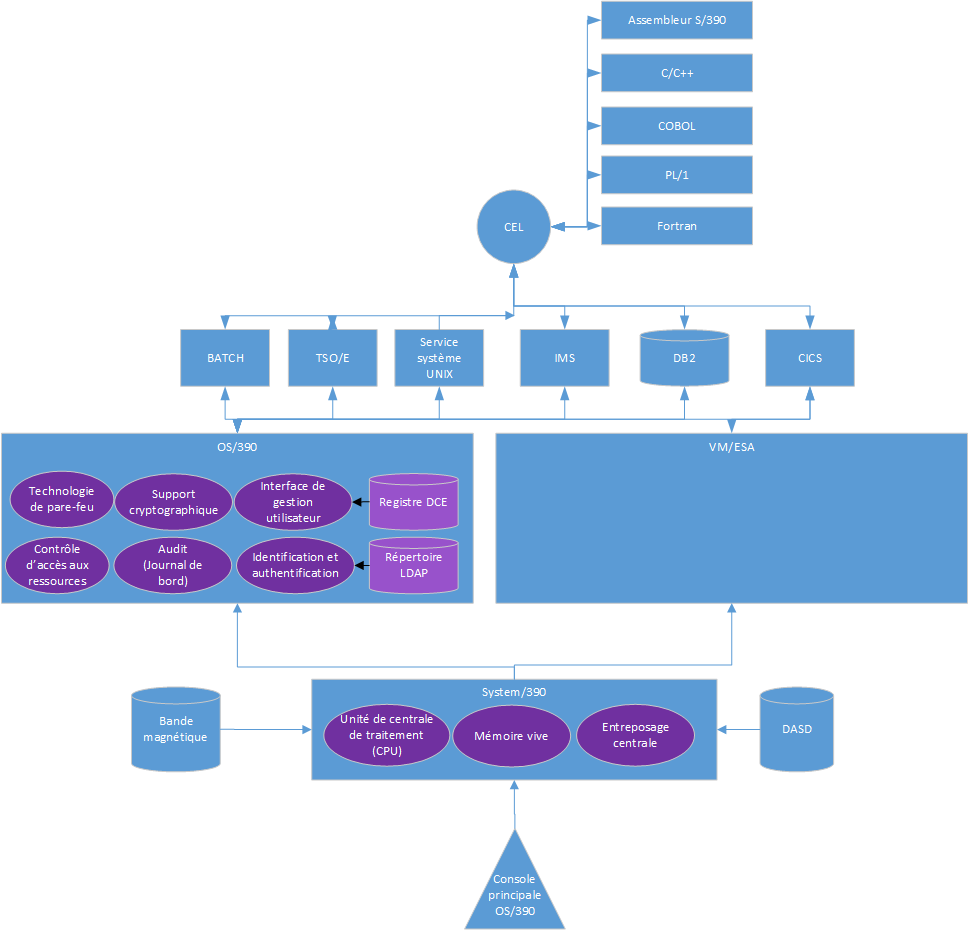 Assembleur S/390
C/C++
COBOL
PL/1
Fortran
CEL
BATCH
TSO/E
Service
système
UNIX
IMS
DB2
CICS
OS/390
VM/ESA
Technologie
de pare-feu
Support
cryptographique
Interface de
gestion
utilisateur
Registre DCE
Contrôle
d’accès aux
ressources
Audit
(Journal de
bord)
Identification et
authentification
Répertoire
LDAP
System/390
Bande
magnétique
Unité de centrale
de traitement
(CPU)
Mémoire vive
Entreposage
centrale
DASD
Console
principale
OS/390